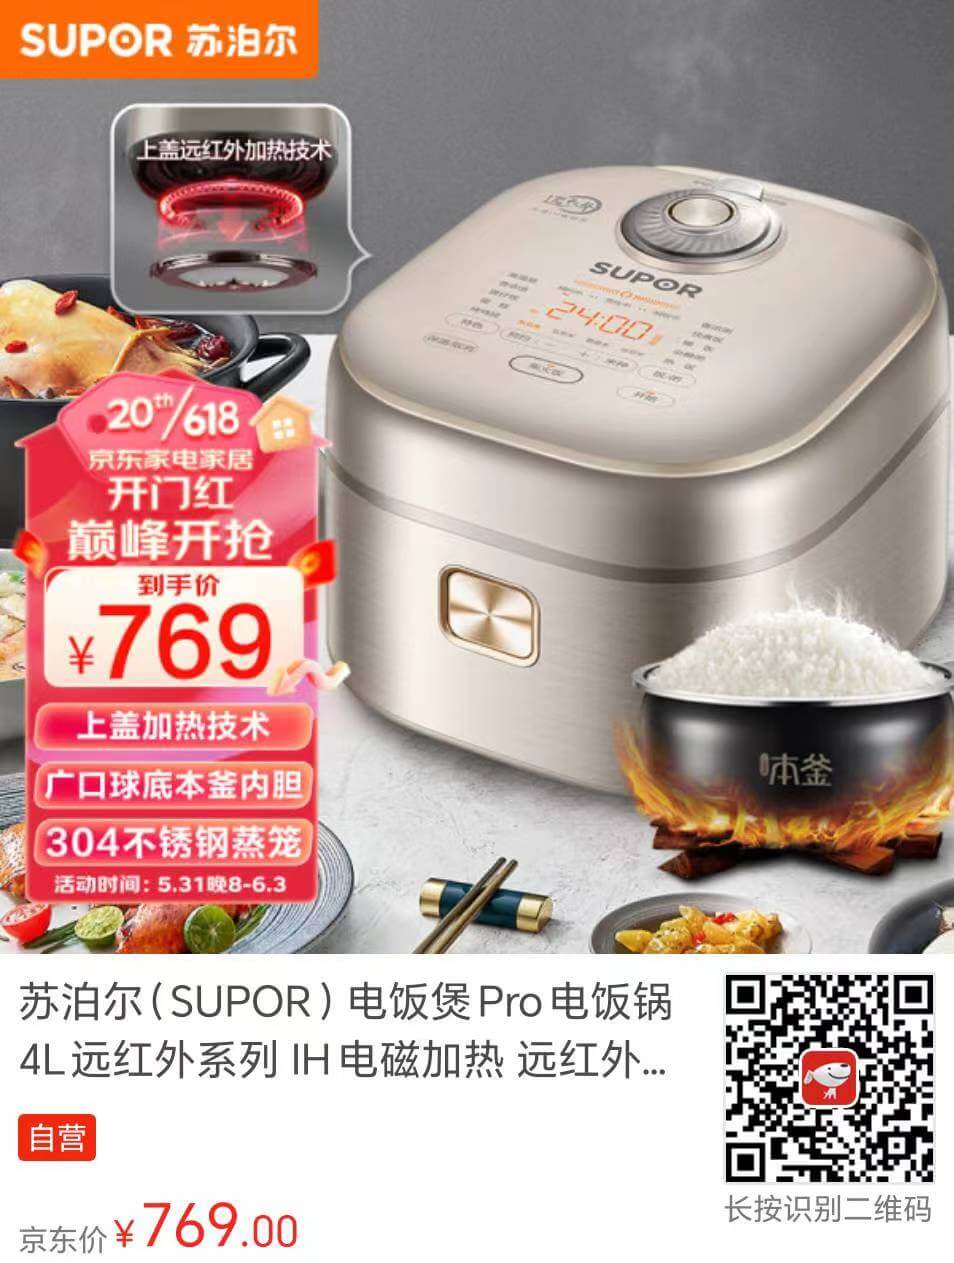 SUPOR 苏泊尔
上盖远红外加热技术
SUPOR
24:00
20th/618
京东家电家居
开门红
巅峰开抢
到手价
¥769
上盖加热技术
广口球底本釜内胆
304不锈钢蒸笼
活动时间：5.31晚8-6.3
本釜
苏泊尔（SUPOR）电饭煲Pro电饭锅
4L远红外系列 IH电磁加热 远红外...
自营
京东价¥769.00
长按识别二维码